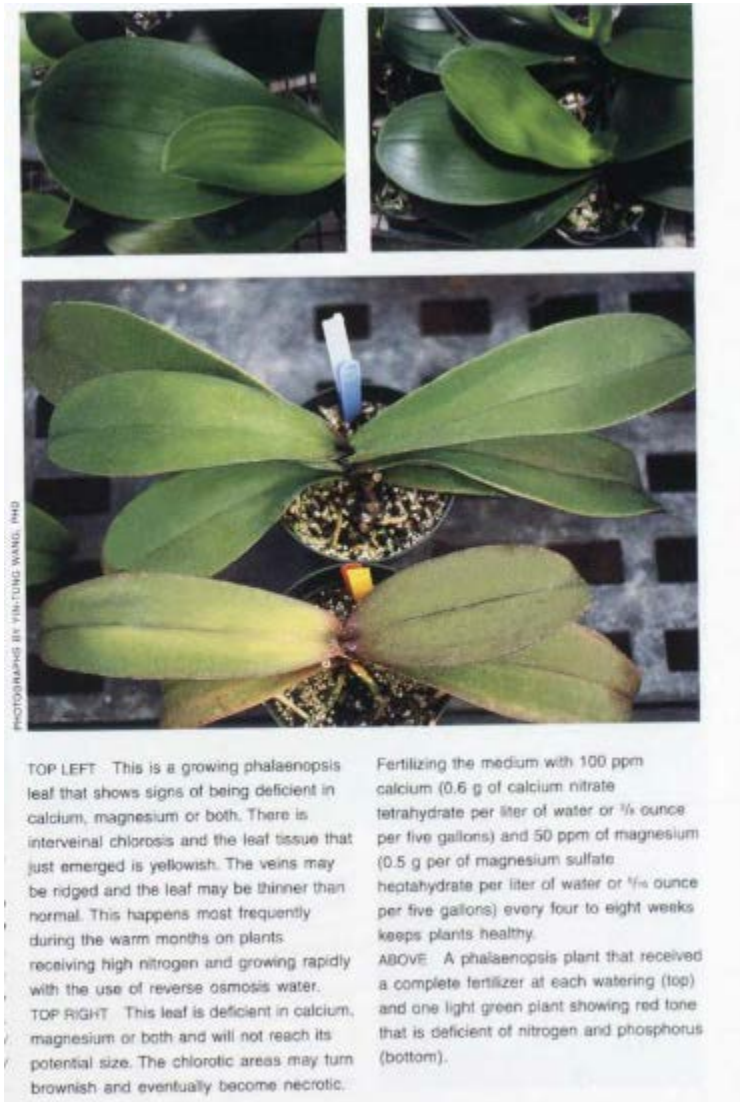 PHOTOGRAPHS BY YIN-TUNG WANG, PHD
TOP LEFT This is a growing phalaenopsis
leaf that shows signs of being deficient in
calcium, magnesium or both. There is
interveinal chlorosis and the leaf tissue that
just emerged is yellowish. The veins may
be ridged and the leaf may be thinner than
normal. This happens most frequently
during the warm months on plants
receiving high nitrogen and growing rapidly
with the use of reverse osmosis water.
TOP RIGHT This leaf is deficient in calcium,
magnesium or both and will not reach its
potential size. The chlorotic areas may turn
brownish and eventually become necrotic.
Fertilizing the medium with 100 ppm
calcium (0.6 g of calcium nitrate
tetrahydrate per liter of water or ounce
per five gallons) and 50 ppm of magnesium
(0.5 g per of magnesium sulfate
heptahydrate per liter of water or ounce
per five gallons) every four to eight weeks
keeps plants healthy.
ABOVE A phalaenopsis plant that received
a complete fertilizer at each watering (top)
and one light green plant showing red tone
that is deficient of nitrogen and phosphorus
(bottom).